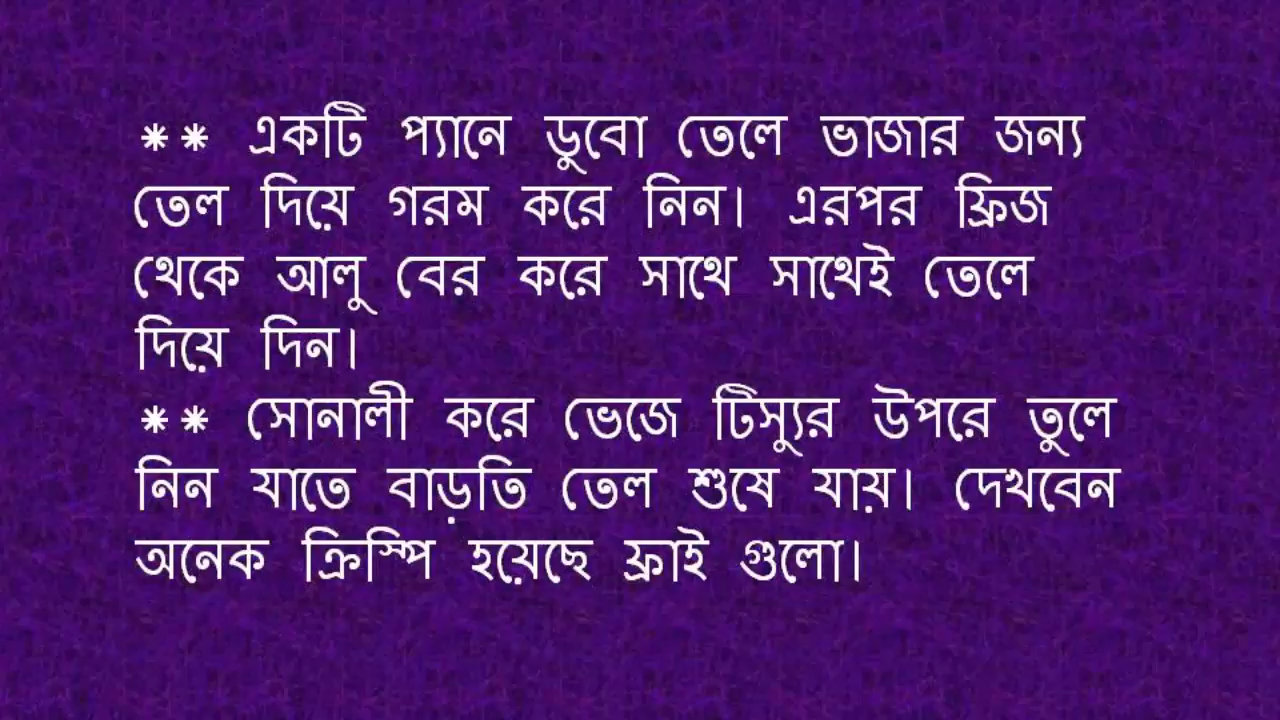 ** একটি প্যানে ডুবো তেলে ভাজার জন্য
তেল দিয়ে গরম করে নিন। এরপর ফ্রিজ
থেকে আলু বের করে সাথে সাথেই তেলে
দিয়ে দিন।
** সোনালী করে ভেজে টিস্যুর উপরে তুলে
নিন যাতে বাড়তি তেল শুষে যায়। দেখবেন
অনেক ক্রিস্পি হয়েছে ফ্রাই গুলো।